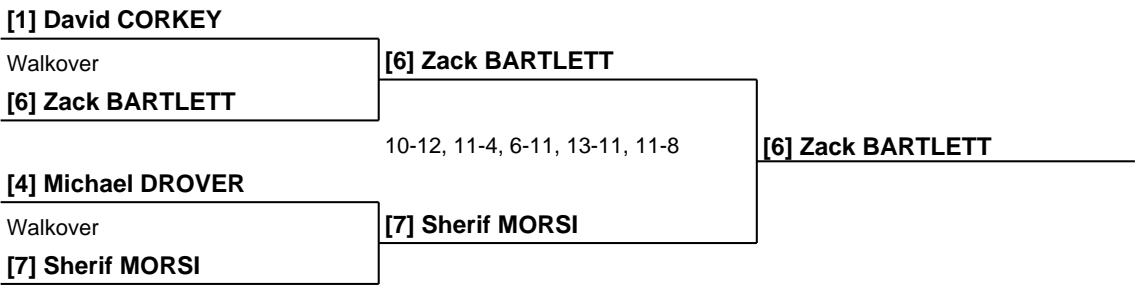 [1] David CORKEY
Walkover
[6] Zack BARTLETT
[6] Zack BARTLETT
10-12, 11-4, 6-11, 13-11, 11-8
[6] Zack BARTLETT
[4] Michael DROVER
Walkover
[7] Sherif MORSI
[7] Sherif MORSI